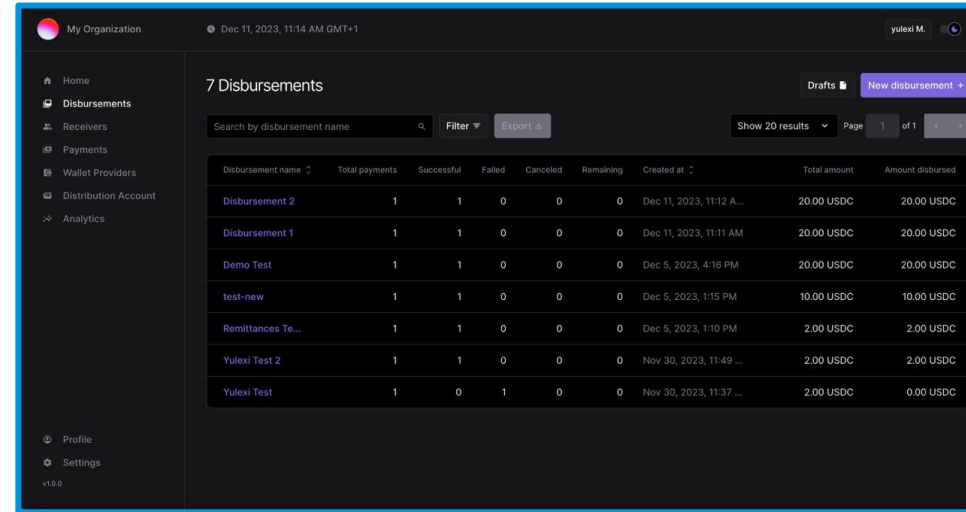 My Organization
Dec 11, 2023, 11:14 AM GMT+1
yulexi M.
Home
Disbursements
Receivers
Payments
Wallet Providers
Distribution Account
Analytics
7 Disbursements
Drafts
New disbursement +
Search by disbursement name
Filter
Export
Show 20 results
Page 1 of 1
Disbursement name Total payments Successful Failed Canceled Remaining Created at Total amount Amount disbursed
Disbursement 2 1 1 0 0 0 Dec 11, 2023, 11:12 A... 20.00 USDC 20.00 USDC
Disbursement 1 1 1 0 0 0 Dec 11, 2023, 11:11 AM 20.00 USDC 20.00 USDC
Demo Test 1 1 0 0 0 Dec 5, 2023, 4:16 PM 20.00 USDC 20.00 USDC
test-new 1 1 0 0 0 Dec 5, 2023, 1:15 PM 10.00 USDC 10.00 USDC
Remittances Te... 1 1 0 0 0 Dec 5, 2023, 1:10 PM 2.00 USDC 2.00 USDC
Yulexi Test 2 1 1 0 0 0 Nov 30, 2023, 11:49 ... 2.00 USDC 2.00 USDC
Yulexi Test 1 0 1 0 0 Nov 30, 2023, 11:37 ... 2.00 USDC 0.00 USDC
Profile
Settings
v1.0.0